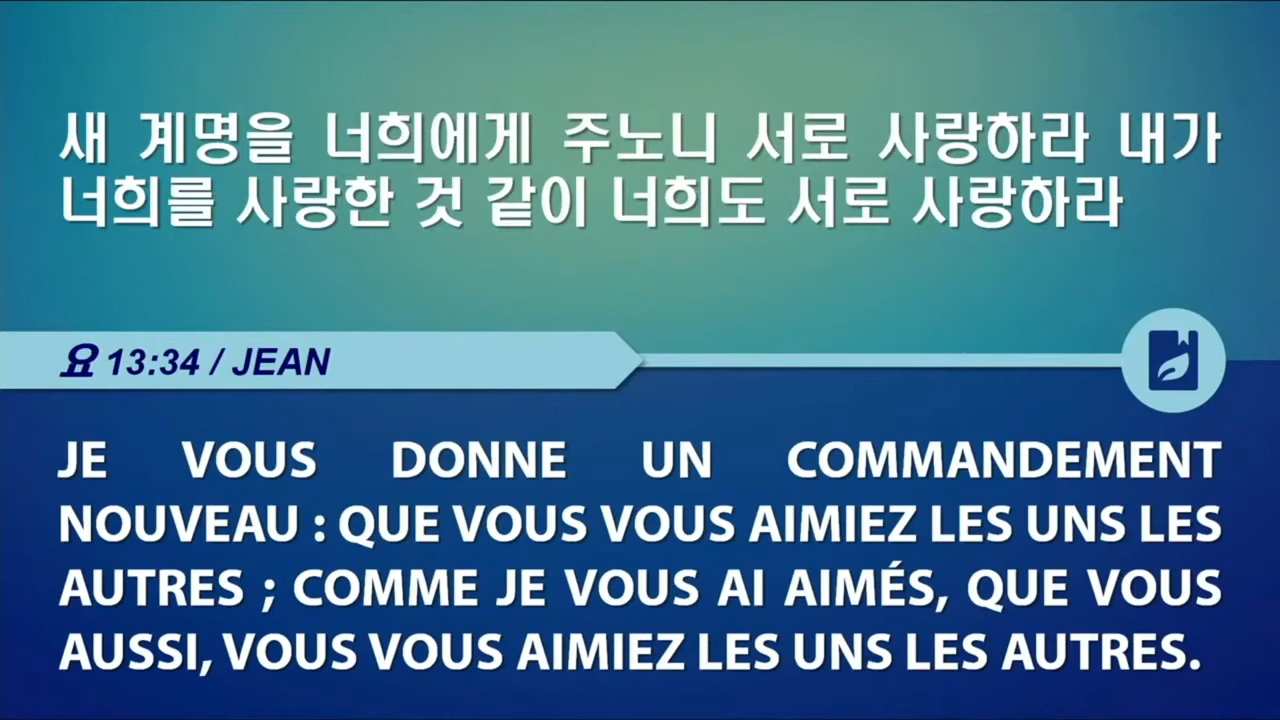 새 계명을 너희에게 주노니 서로 사랑하라 내가
너희를 사랑한 것 같이 너희도 서로 사랑하라
요 13:34 / JEAN
JE VOUS DONNE UN COMMANDEMENT
NOUVEAU : QUE VOUS VOUS AIMIEZ LES UNS LES
AUTRES ; COMME JE VOUS AI AIMÉS, QUE VOUS
AUSSI, VOUS VOUS AIMIEZ LES UNS LES AUTRES.